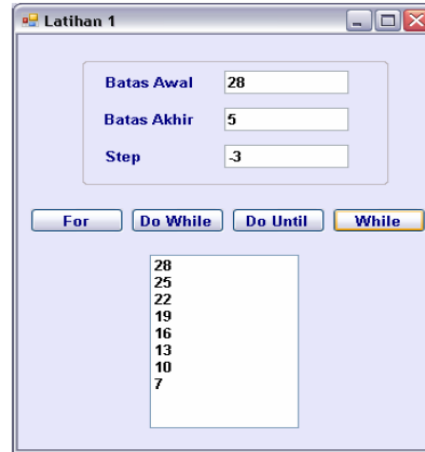 Latihan 1
Batas Awal 28
Batas Akhir 5
Step -3
For Do While Do Until While
28
25
22
19
16
13
10
7